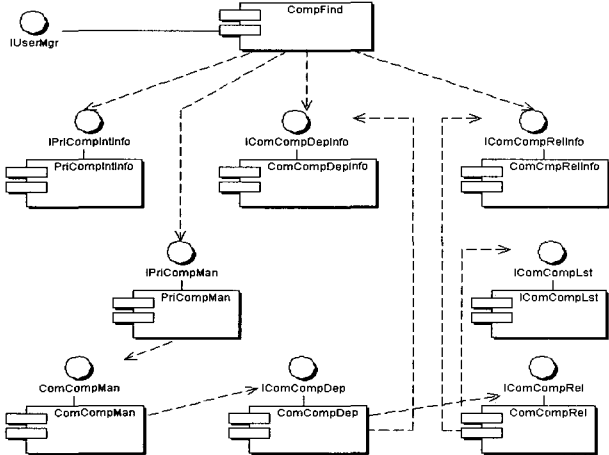 CompFind
IUserMgr
IPriCompIntInfo
IComCompDepInfo
IComCompRelInfo
PriCompIntInfo
ComCompDepInfo
ComCmpRelInfo
IPriCompMan
IComCompLst
PriCompMan
IComCompLst
ComCompMan
IComCompDep
IComCompRel
ComCompMan
ComCompDep
ComCompRel